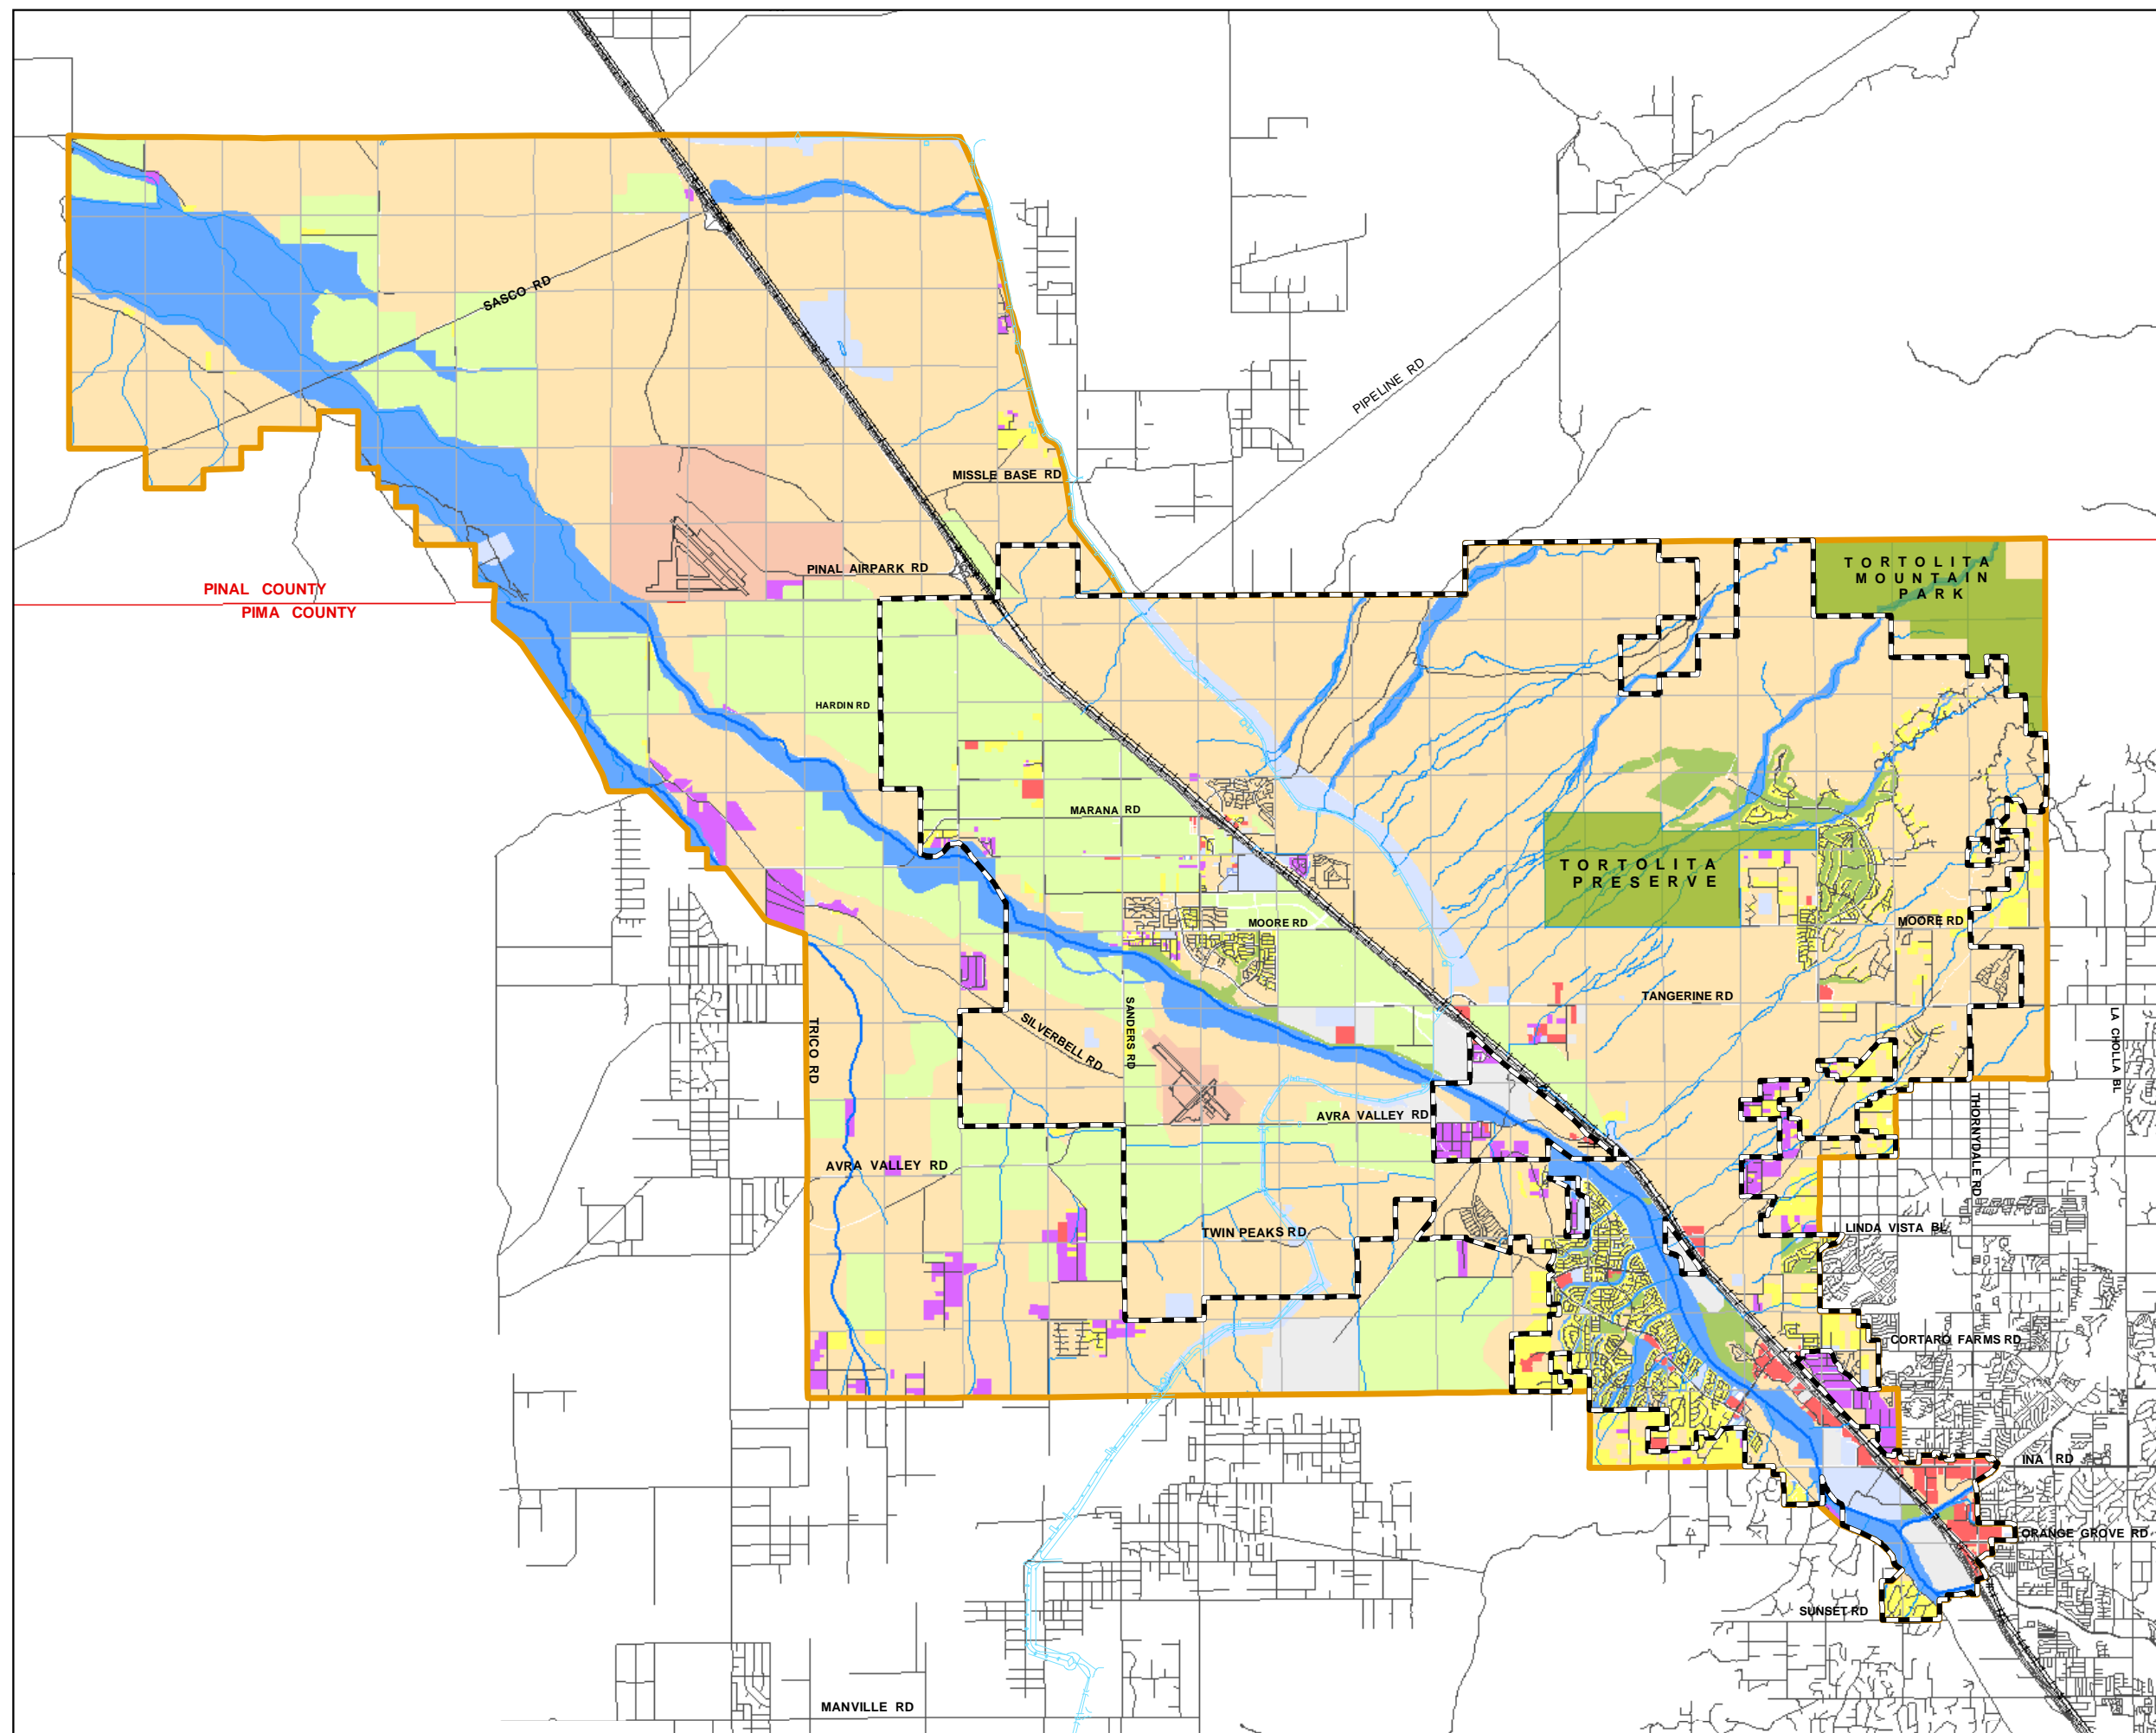 SASCO RD
PIPELINE RD
MISSLE BASE RD
TORTOLITA
MOUNTAIN
PARK
PINAL AIRPARK RD
PINAL COUNTY
PIMA COUNTY
HARDIN RD
MARANA RD
TORTOLITA
PRESERVE
MOORE RD
MOORE RD
TANGERINE RD
SANDERS RD
SILVERBELL RD
TRICO RD
LA CHOLLA BL
AVRA VALLEY RD
THORNYDALE RD
AVRA VALLEY RD
TWIN PEAKS RD
LINDA VISTA BL
CORTARO FARMS RD
INA RD
ORANGE GROVE RD
SUNSET RD
MANVILLE RD